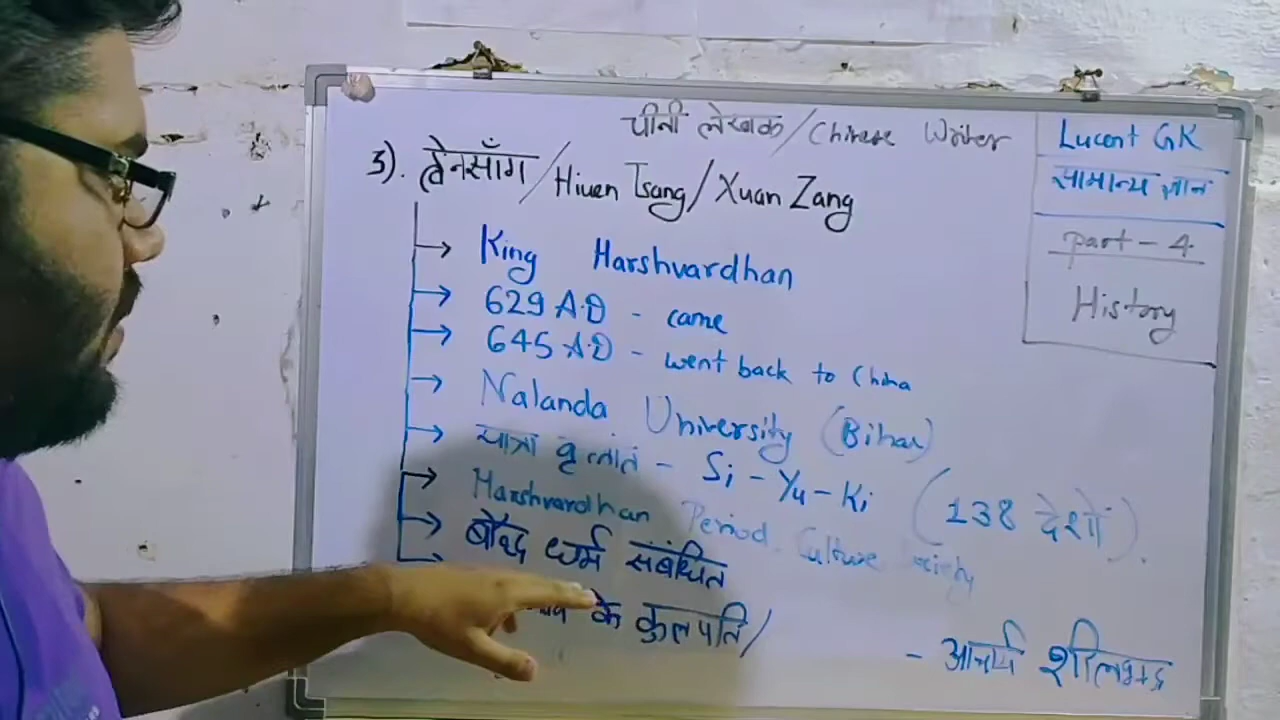 चीनी लेखक/Chinese Writer
3). ह्वेनसाँग/Hiuen Tsang/Xuan Zang
→ King Harshvardhan
→ 629 A.D - came
→ 645 A.D - went back to China
→ Nalanda University (Bihar)
→ यात्रा वृत्तांत - Si-Yu-Ki (138 देशों).
→ Harshvardhan Period, Culture
→ बौद्ध धर्म संबंधित
के कुलपति/ - आचार्य शीलभद्र
Lucent GK
सामान्य ज्ञान
part - 4
History